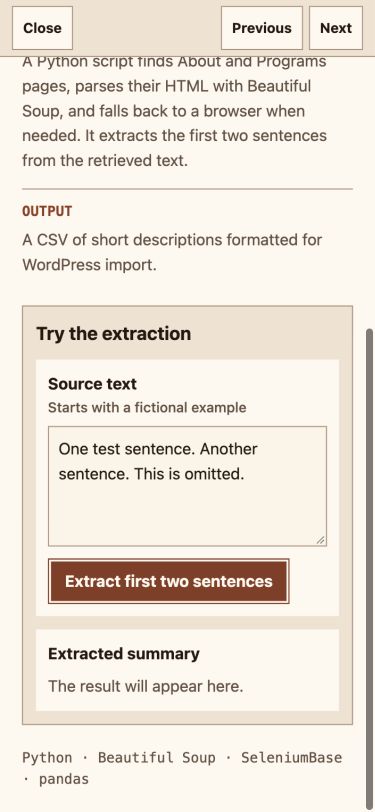 Close
Previous
Next
A Python script finds About and Programs
pages, parses their HTML with Beautiful
Soup, and falls back to a browser when
needed. It extracts the first two sentences
from the retrieved text.
OUTPUT
A CSV of short descriptions formatted for
WordPress import.
Try the extraction
Source text
Starts with a fictional example
One test sentence. Another
sentence. This is omitted.
Extract first two sentences
Extracted summary
The result will appear here.
Python · Beautiful Soup · SeleniumBase
· pandas